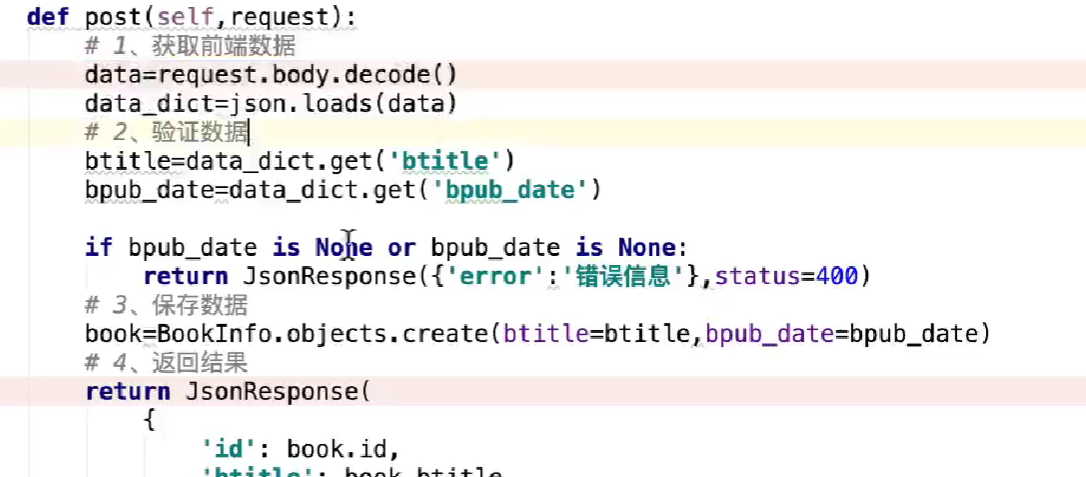 def post(self,request):
# 1、获取前端数据
data=request.body.decode()
data_dict=json.loads(data)
# 2、验证数据
btitle=data_dict.get('btitle')
bpub_date=data_dict.get('bpub_date')
if bpub_date is None or bpub_date is None:
return JsonResponse({'error':'错误信息'},status=400)
# 3、保存数据
book=BookInfo.objects.create(btitle=btitle,bpub_date=bpub_date)
# 4、返回结果
return JsonResponse(
{
'id': book.id,
'btitle': book.btitle